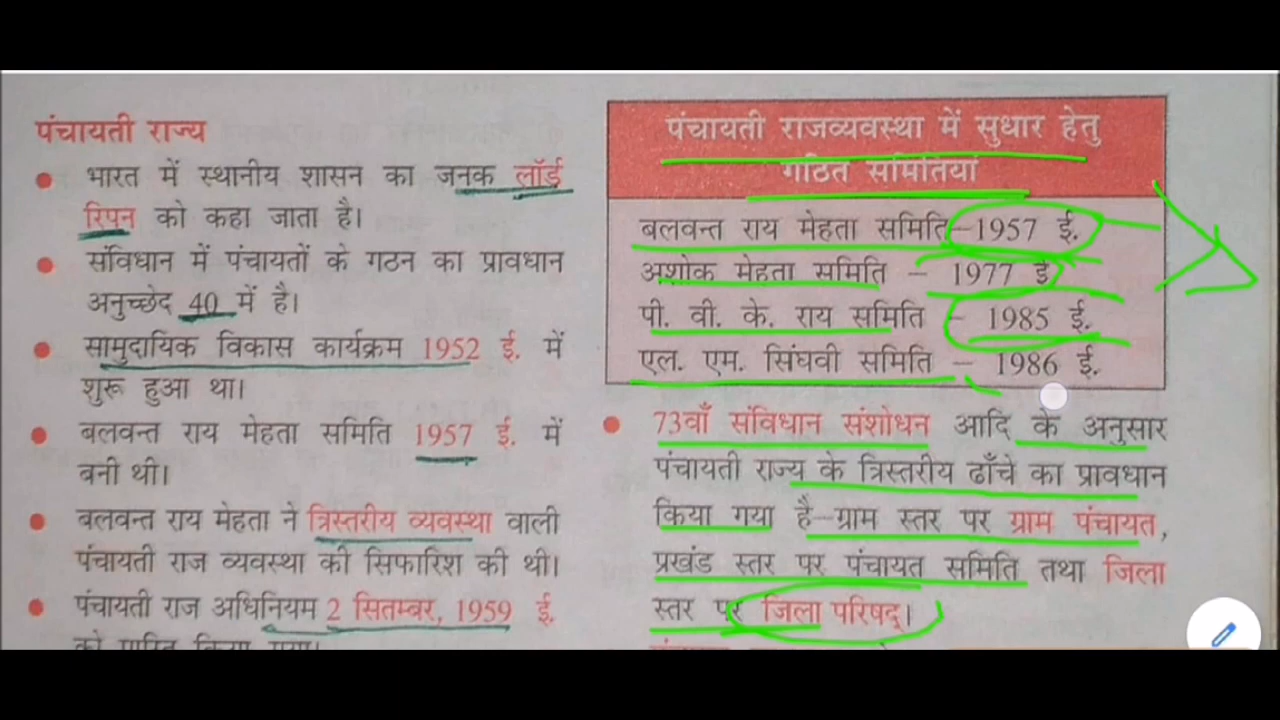 पंचायती राज्य
भारत में स्थानीय शासन का जनक लॉर्ड
रिपन को कहा जाता है।
संविधान में पंचायतों के गठन का प्रावधान
अनुच्छेद 40 में है।
सामुदायिक विकास कार्यक्रम 1952 ई. में
शुरू हुआ था।
बलवन्त राय मेहता समिति 1957 ई. में
बनी थी।
बलवन्त राय मेहता ने त्रिस्तरीय व्यवस्था वाली
पंचायती राज व्यवस्था की सिफारिश की थी।
पंचायती राज अधिनियम 2 सितम्बर, 1959 ई.
को पारित किया गया।
पंचायती राजव्यवस्था में सुधार हेतु
गठित समितियां
बलवन्त राय मेहता समिति–1957 ई.
अशोक मेहता समिति – 1977 ई
पी. वी. के. राय समिति – 1985 ई.
एल. एम. सिंघवी समिति – 1986 ई.
73वाँ संविधान संशोधन आदि के अनुसार
पंचायती राज्य के त्रिस्तरीय ढाँचे का प्रावधान
किया गया है–ग्राम स्तर पर ग्राम पंचायत,
प्रखंड स्तर पर पंचायत समिति तथा जिला
स्तर पर जिला परिषद्।